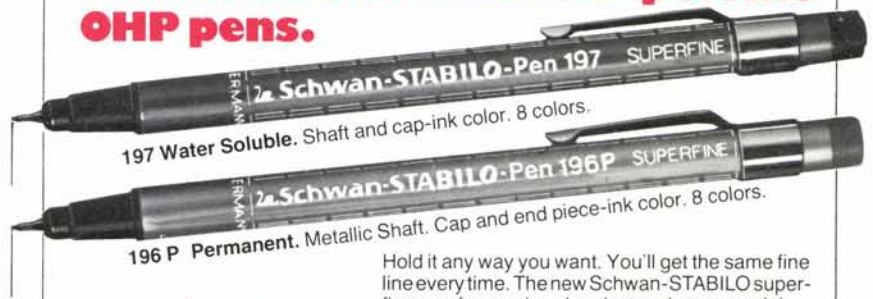 OHP pens.
ERMAN
Schwan-STABILO-Pen 197 SUPERFINE
197 Water Soluble. Shaft and cap-ink color. 8 colors.
ERMAN
Schwan-STABILO-Pen 196P SUPERFINE
196 P Permanent. Metallic Shaft. Cap and end piece-ink color. 8 colors.
Hold it any way you want. You'll get the same fine
line every time. The new Schwan-STABILO super-